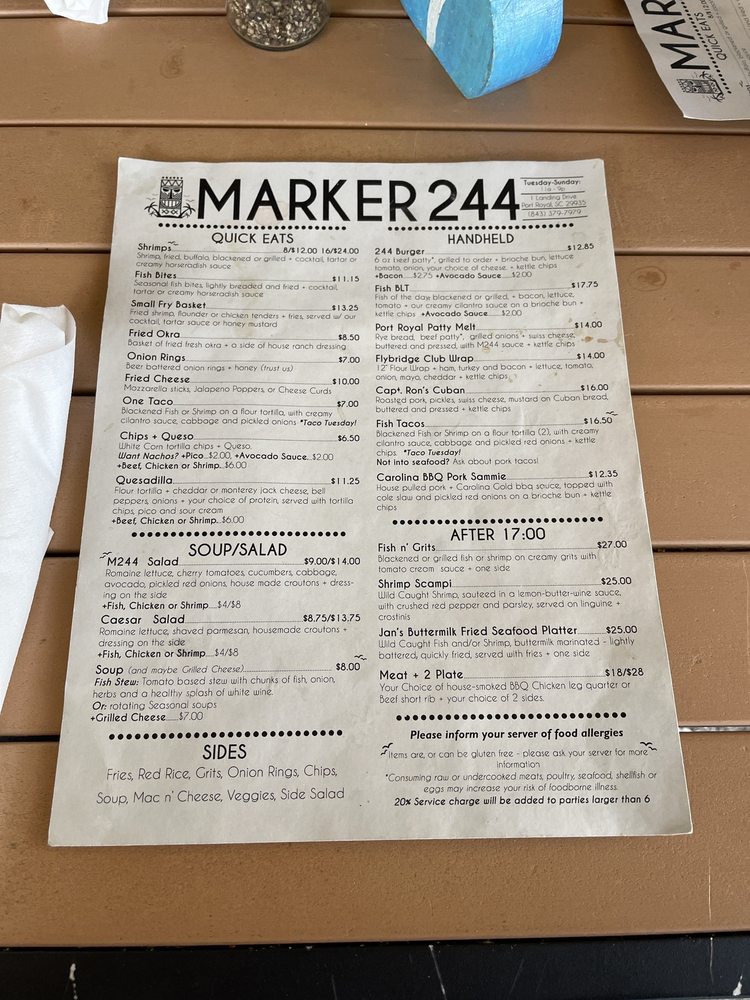 MAR
QUICK EATS
MARKER 244
Tuesday-Sunday:
11a - 9p
1 Landing Drive
Port Royal, SC 29935
(843) 379-7979
QUICK EATS
Shrimps 8/$12.00 16/$24.00
Shrimp, fried, buffalo, blackened or grilled + cocktail, tartar or
creamy horseradish sauce
Fish Bites $11.15
Seasonal fish bites, lightly breaded and fried + cocktail,
tartar or creamy horseradish sauce
Small Fry Basket $13.25
Fried shrimp, flounder or chicken tenders + fries, served w/ our
cocktail, tartar sauce or honey mustard
Fried Okra $8.50
Basket of fried fresh okra + a side of house ranch dressing
Onion Rings $7.00
Beer battered onion rings + honey (trust us)
Fried Cheese $10.00
Mozzarella sticks, Jalapeno Poppers, or Cheese Curds
One Taco $7.00
Blackened Fish or Shrimp on a flour tortilla, with creamy
cilantro sauce, cabbage and pickled onions *Taco Tuesday!
Chips + Queso $6.50
White Corn tortilla chips + Queso.
Want Nachos? +Pico...$2.00, +Avocado Sauce...$2.00
+Beef, Chicken or Shrimp...$6.00
Quesadilla $11.25
Flour tortilla + cheddar or monterey jack cheese, bell
peppers, onions + your choice of protein, served with tortilla
chips, pico and sour cream
+Beef, Chicken or Shrimp...$6.00
SOUP/SALAD
M244 Salad $9.00/$14.00
Romaine lettuce, cherry tomatoes, cucumbers, cabbage,
avocado, pickled red onions, house made croutons + dress-
ing on the side
+Fish, Chicken or Shrimp.....$4/$8
Caesar Salad $8.75/$13.75
Romaine lettuce, shaved parmesan, housemade croutons +
dressing on the side
+Fish, Chicken or Shrimp.....$4/$8
Soup (and maybe Grilled Cheese) $8.00
Fish Stew: Tomato based stew with chunks of fish, onion,
herbs and a healthy splash of white wine.
Or: rotating Seasonal soups
+Grilled Cheese.....$7.00
SIDES
Fries, Red Rice, Grits, Onion Rings, Chips,
Soup, Mac n' Cheese, Veggies, Side Salad
HANDHELD
244 Burger $12.85
6 oz beef patty*, grilled to order + brioche bun, lettuce
tomato, onion, your choice of cheese, + kettle chips
+Bacon.....$2.75 +Avocado Sauce.....$2.00
Fish BLT $17.75
Fish of the day blackened or grilled, + bacon, lettuce,
tomato + our creamy cilantro sauce on a brioche bun +
kettle chips +Avocado Sauce.....$2.00
Port Royal Patty Melt $14.00
Rye bread, beef patty*, grilled onions + swiss cheese,
buttered and pressed, with M244 sauce + kettle chips
Flybridge Club Wrap $14.00
12" Flour Wrap + ham, turkey and bacon + lettuce, tomato,
onion, mayo, cheddar + kettle chips
Capt. Ron's Cuban $16.00
Roasted pork, pickles, swiss cheese, mustard on Cuban bread,
buttered and pressed + kettle chips
Fish Tacos $16.50
Blackened Fish or Shrimp on a flour tortilla (2), with creamy
cilantro sauce, cabbage and pickled red onions + kettle
chips. *Taco Tuesday!
Not into seafood? Ask about pork tacos!
Carolina BBQ Pork Sammie $12.35
House pulled pork + Carolina Gold bbq sauce, topped with
cole slaw and pickled red onions on a brioche bun + kettle
chips
AFTER 17:00
Fish n' Grits $27.00
Blackened or grilled fish or shrimp on creamy grits with
tomato cream sauce + one side
Shrimp Scampi $25.00
Wild Caught Shrimp, sauteed in a lemon-butter-wine sauce,
with crushed red pepper and parsley, served on linguine +
crostinis
Jan's Buttermilk Fried Seafood Platter $25.00
Wild Caught Fish and/or Shrimp, buttermilk marinated - lightly
battered, quickly fried, served with fries + one side
Meat + 2 Plate $18/$28
Your Choice of house-smoked BBQ Chicken leg quarter or
Beef short rib + your choice of 2 sides.
Please inform your server of food allergies
Items are, or can be gluten free - please ask your server for more
information
*Consuming raw or undercooked meats, poultry, seafood, shellfish or
eggs may increase your risk of foodborne illness.
20% Service charge will be added to parties larger than 6